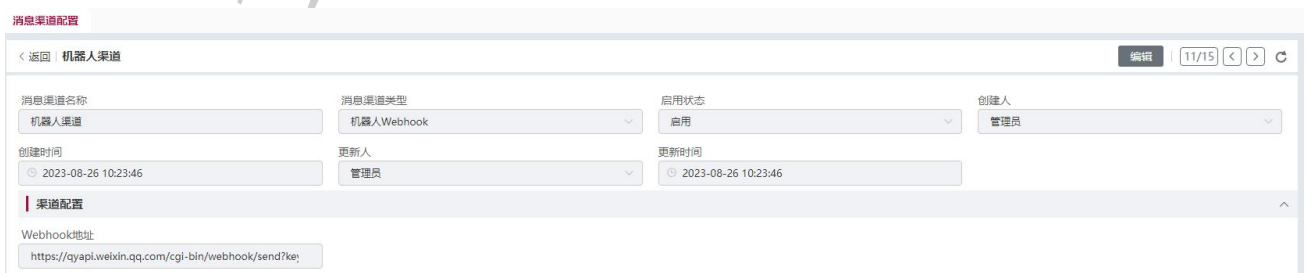 消息渠道配置
< 返回 | 机器人渠道 编辑 11/15 < >
消息渠道名称 消息渠道类型 启用状态 创建人
机器人渠道 机器人Webhook 启用 管理员
创建时间 更新人 更新时间
2023-08-26 10:23:46 管理员 2023-08-26 10:23:46
渠道配置
Webhook地址
https://qyapi.weixin.qq.com/cgi-bin/webhook/send?key